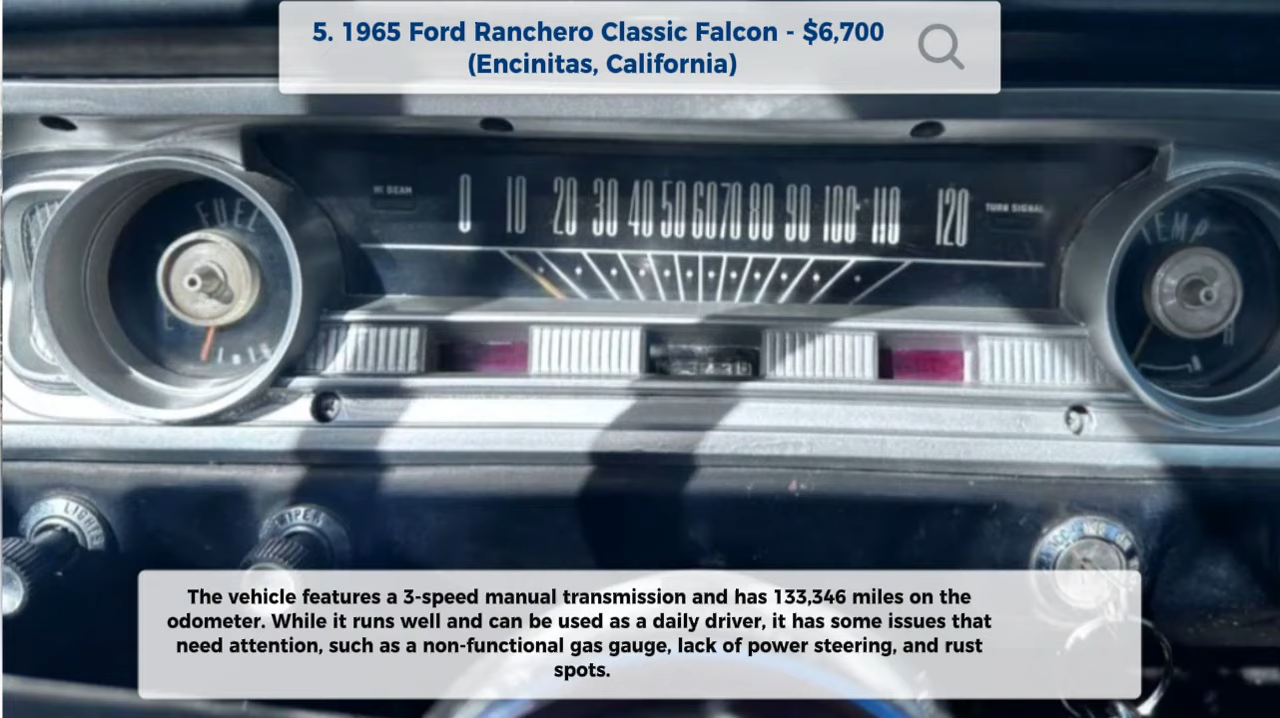 5. 1965 Ford Ranchero Classic Falcon - $6,700
(Encinitas, California)
HI BEAM
0 10 20 30 40 50 60 70 80 90 100 110 120
TURN SIGNAL
FUEL
TEMP
E
LIGHTER
WIPER
The vehicle features a 3-speed manual transmission and has 133,346 miles on the
odometer. While it runs well and can be used as a daily driver, it has some issues that
need attention, such as a non-functional gas gauge, lack of power steering, and rust
spots.